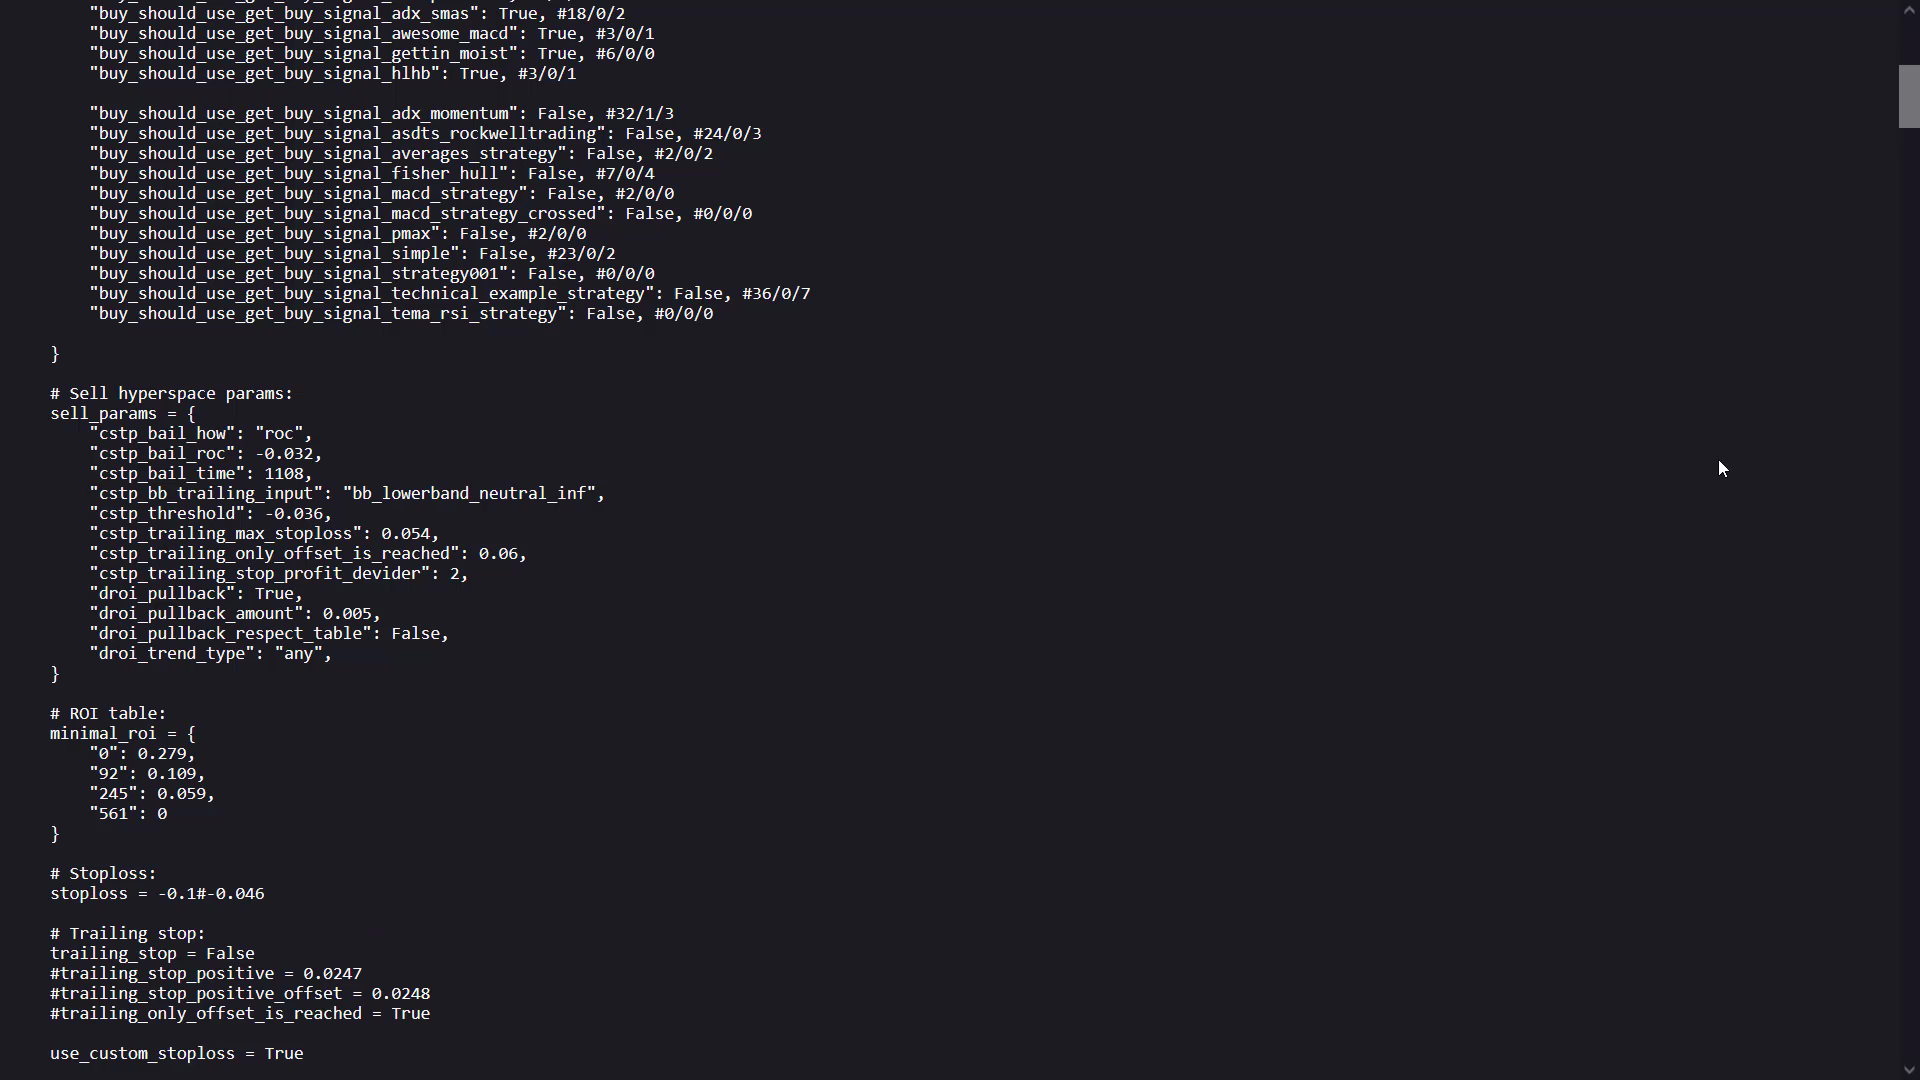 "buy_should_use_get_buy_signal_adx_smas": True, #18/0/2
"buy_should_use_get_buy_signal_awesome_macd": True, #3/0/1
"buy_should_use_get_buy_signal_gettin_moist": True, #6/0/0
"buy_should_use_get_buy_signal_hlhb": True, #3/0/1
"buy_should_use_get_buy_signal_adx_momentum": False, #32/1/3
"buy_should_use_get_buy_signal_asdts_rockwelltrading": False, #24/0/3
"buy_should_use_get_buy_signal_averages_strategy": False, #2/0/2
"buy_should_use_get_buy_signal_fisher_hull": False, #7/0/4
"buy_should_use_get_buy_signal_macd_strategy": False, #2/0/0
"buy_should_use_get_buy_signal_macd_strategy_crossed": False, #0/0/0
"buy_should_use_get_buy_signal_pmax": False, #2/0/0
"buy_should_use_get_buy_signal_simple": False, #23/0/2
"buy_should_use_get_buy_signal_strategy001": False, #0/0/0
"buy_should_use_get_buy_signal_technical_example_strategy": False, #36/0/7
"buy_should_use_get_buy_signal_tema_rsi_strategy": False, #0/0/0
}
# Sell hyperspace params:
sell_params = {
"cstp_bail_how": "roc",
"cstp_bail_roc": -0.032,
"cstp_bail_time": 1108,
"cstp_bb_trailing_input": "bb_lowerband_neutral_inf",
"cstp_threshold": -0.036,
"cstp_trailing_max_stoploss": 0.054,
"cstp_trailing_only_offset_is_reached": 0.06,
"cstp_trailing_stop_profit_devider": 2,
"droi_pullback": True,
"droi_pullback_amount": 0.005,
"droi_pullback_respect_table": False,
"droi_trend_type": "any",
}
# ROI table:
minimal_roi = {
"0": 0.279,
"92": 0.109,
"245": 0.059,
"561": 0
}
# Stoploss:
stoploss = -0.1#-0.046
# Trailing stop:
trailing_stop = False
#trailing_stop_positive = 0.0247
#trailing_stop_positive_offset = 0.0248
#trailing_only_offset_is_reached = True
use_custom_stoploss = True